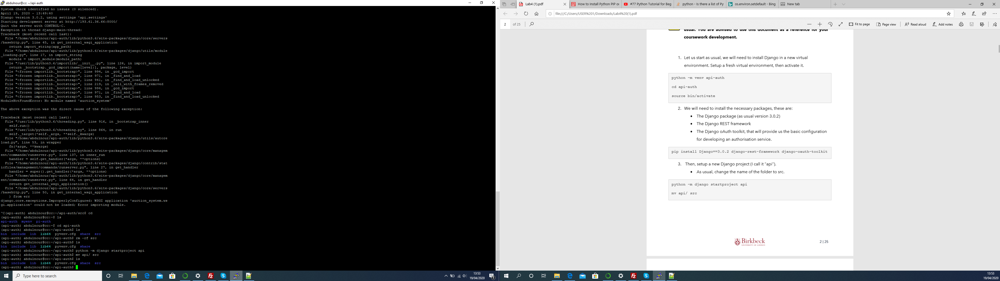 abdulnour@cc: ~/api-auth
System check identified no issues (0 silenced).
April 19, 2020 - 13:49:40
Django version 3.0.2, using settings 'api.settings'
Starting development server at http://193.61.36.66:8000/
Quit the server with CONTROL-C.
Exception in thread django-main-thread:
Traceback (most recent call last):
  File "/home/abdulnour/api-auth/lib/python3.6/site-packages/django/core/servers
/basehttp.py", line 45, in get_internal_wsgi_application
    return import_string(app_path)
  File "/home/abdulnour/api-auth/lib/python3.6/site-packages/django/utils/module
_loading.py", line 17, in import_string
    module = import_module(module_path)
  File "/usr/lib/python3.6/importlib/__init__.py", line 126, in import_module
    return _bootstrap._gcd_import(name[level:], package, level)
  File "<frozen importlib._bootstrap>", line 994, in _gcd_import
  File "<frozen importlib._bootstrap>", line 971, in _find_and_load
  File "<frozen importlib._bootstrap>", line 941, in _find_and_load_unlocked
  File "<frozen importlib._bootstrap>", line 219, in _call_with_frames_removed
  File "<frozen importlib._bootstrap>", line 994, in _gcd_import
  File "<frozen importlib._bootstrap>", line 971, in _find_and_load
  File "<frozen importlib._bootstrap>", line 953, in _find_and_load_unlocked
ModuleNotFoundError: No module named 'auction_system'
The above exception was the direct cause of the following exception:
Traceback (most recent call last):
  File "/usr/lib/python3.6/threading.py", line 916, in _bootstrap_inner
    self.run()
  File "/usr/lib/python3.6/threading.py", line 864, in run
    self._target(*self._args, **self._kwargs)
  File "/home/abdulnour/api-auth/lib/python3.6/site-packages/django/utils/autore
load.py", line 53, in wrapper
    fn(*args, **kwargs)
  File "/home/abdulnour/api-auth/lib/python3.6/site-packages/django/core/managem
ent/commands/runserver.py", line 137, in inner_run
    handler = self.get_handler(*args, **options)
  File "/home/abdulnour/api-auth/lib/python3.6/site-packages/django/contrib/stat
icfiles/management/commands/runserver.py", line 27, in get_handler
    handler = super().get_handler(*args, **options)
  File "/home/abdulnour/api-auth/lib/python3.6/site-packages/django/core/managem
ent/commands/runserver.py", line 64, in get_handler
    return get_internal_wsgi_application()
  File "/home/abdulnour/api-auth/lib/python3.6/site-packages/django/core/servers
/basehttp.py", line 50, in get_internal_wsgi_application
    ) from err
django.core.exceptions.ImproperlyConfigured: WSGI application 'auction_system.ws
gi.application' could not be loaded; Error importing module.
^C(api-auth) abdulnour@cc:~/api-auth/src$ cd
(api-auth) abdulnour@cc:~$ ls
api-auth  myenv  pi-auth
(api-auth) abdulnour@cc:~$ cd api-auth
(api-auth) abdulnour@cc:~/api-auth$ ls
bin  include  lib  lib64  pyvenv.cfg  share  src
(api-auth) abdulnour@cc:~/api-auth$ rm -rf src
(api-auth) abdulnour@cc:~/api-auth$ ls
bin  include  lib  lib64  pyvenv.cfg  share
(api-auth) abdulnour@cc:~/api-auth$ python -m django startproject api
(api-auth) abdulnour@cc:~/api-auth$ mv api/ src
(api-auth) abdulnour@cc:~/api-auth$ ls
bin  include  lib  lib64  pyvenv.cfg  share  src
(api-auth) abdulnour@cc:~/api-auth$
Type here to search
13:53
19/04/2020
1
Lab4 (1).pdf
How to Install Python PIP or
#77 Python Tutorial for Beg
python - Is there a list of Py
os.environ.setdefault - Bing
New tab
file:///C:/Users/USER%201/Downloads/Lab4%20(1).pdf
2 of 25
Fit to page
Page view
Read aloud
Add notes
usual. You are advised to use this document as a reference for your
coursework development.
1. Let us start as usual, we will need to install Django in a new virtual
environment. Setup a fresh virtual environment, then activate it.
python -m venv api-auth
cd api-auth
source bin/activate
2. We will need to install the necessary packages, these are:
• The Django package (as usual version 3.0.2)
• The Django REST framework
• The Django oAuth toolkit, that will provide us the basic configuration
for developing an authorisation service.
pip install Django==3.0.2 django-rest-framework django-oauth-toolkit
3. Then, setup a new Django project (I call it “api”).
• As usual, change the name of the folder to src.
python -m django startproject api
mv api/ src
Birkbeck
UNIVERSITY OF LONDON
2 | 25
13:53
19/04/2020